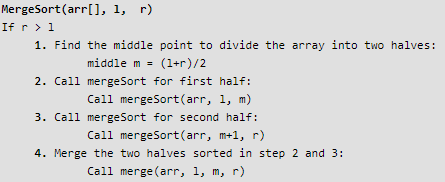 MergeSort(arr[], l,  r)
If r > l
     1. Find the middle point to divide the array into two halves:
             middle m = (l+r)/2
     2. Call mergeSort for first half:
             Call mergeSort(arr, l, m)
     3. Call mergeSort for second half:
             Call mergeSort(arr, m+1, r)
     4. Merge the two halves sorted in step 2 and 3:
             Call merge(arr, l, m, r)